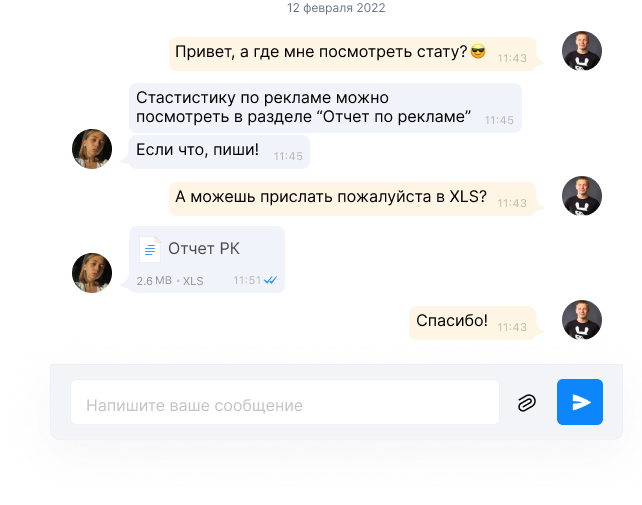 12 февраля 2022
Привет, а где мне посмотреть стату?😎 11:43
Стастистику по рекламе можно
посмотреть в разделе “Отчет по рекламе” 11:45
Если что, пиши! 11:45
А можешь прислать пожалуйста в XLS? 11:43
Отчет РК
2.6 MB · XLS 11:51
Спасибо! 11:43
Напишите ваше сообщение